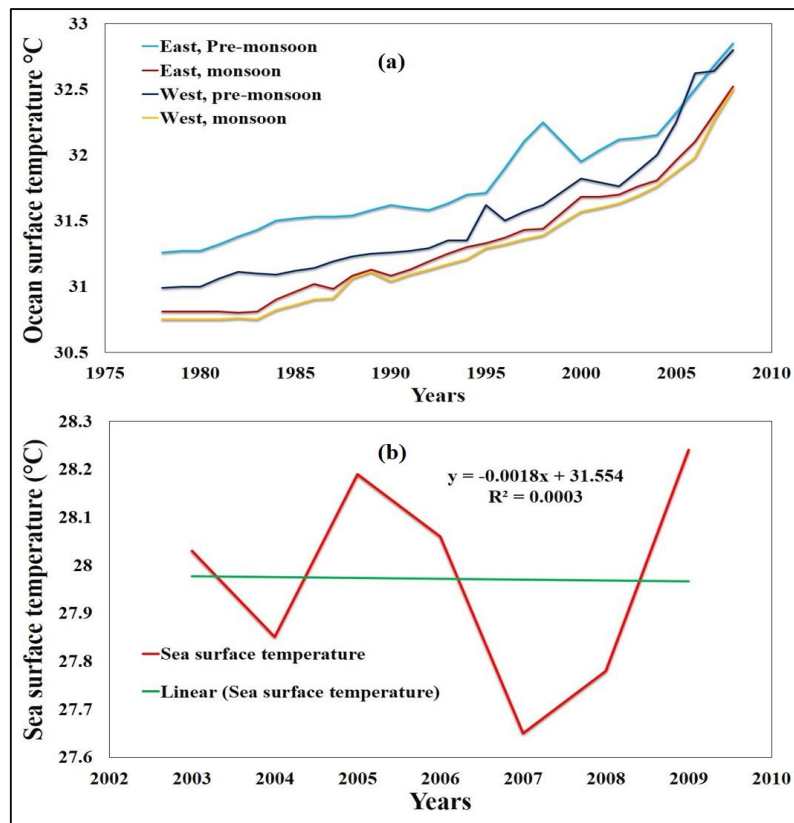 33
32.5
32
31.5
31
30.5
Ocean surface temperature °C
East, Pre-monsoon
East, monsoon
West, pre-monsoon
West, monsoon
(a)
1975 1980 1985 1990 1995 2000 2005 2010
Years
28.3
28.2
28.1
28
27.9
27.8
27.7
27.6
Sea surface temperature (°C)
(b)
y = -0.0018x + 31.554
R² = 0.0003
Sea surface temperature
Linear (Sea surface temperature)
2002 2003 2004 2005 2006 2007 2008 2009 2010
Years